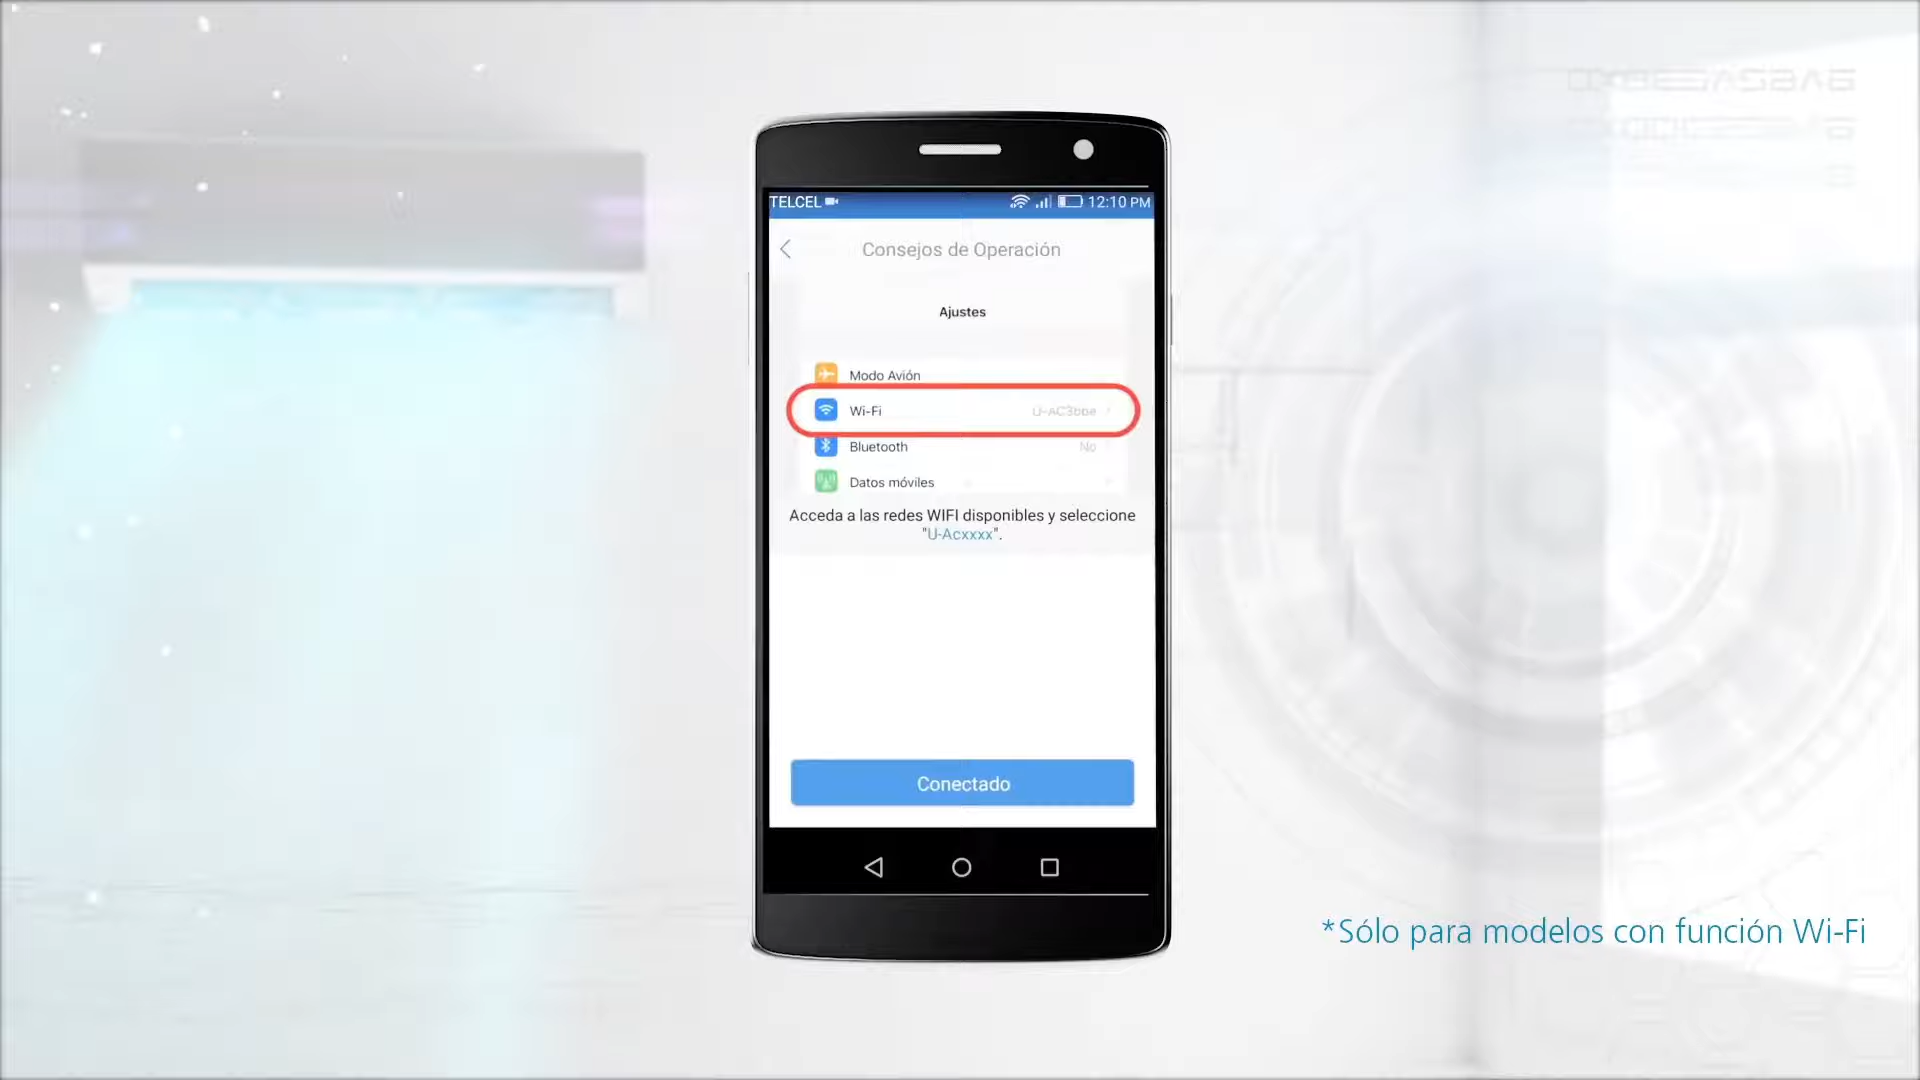 TELCEL
12:10 PM
Consejos de Operación
Ajustes
Modo Avión
Wi-Fi
Bluetooth No
Datos móviles
Acceda a las redes WIFI disponibles y seleccione
"U-Acxxxx".
Conectado
*Sólo para modelos con función Wi-Fi